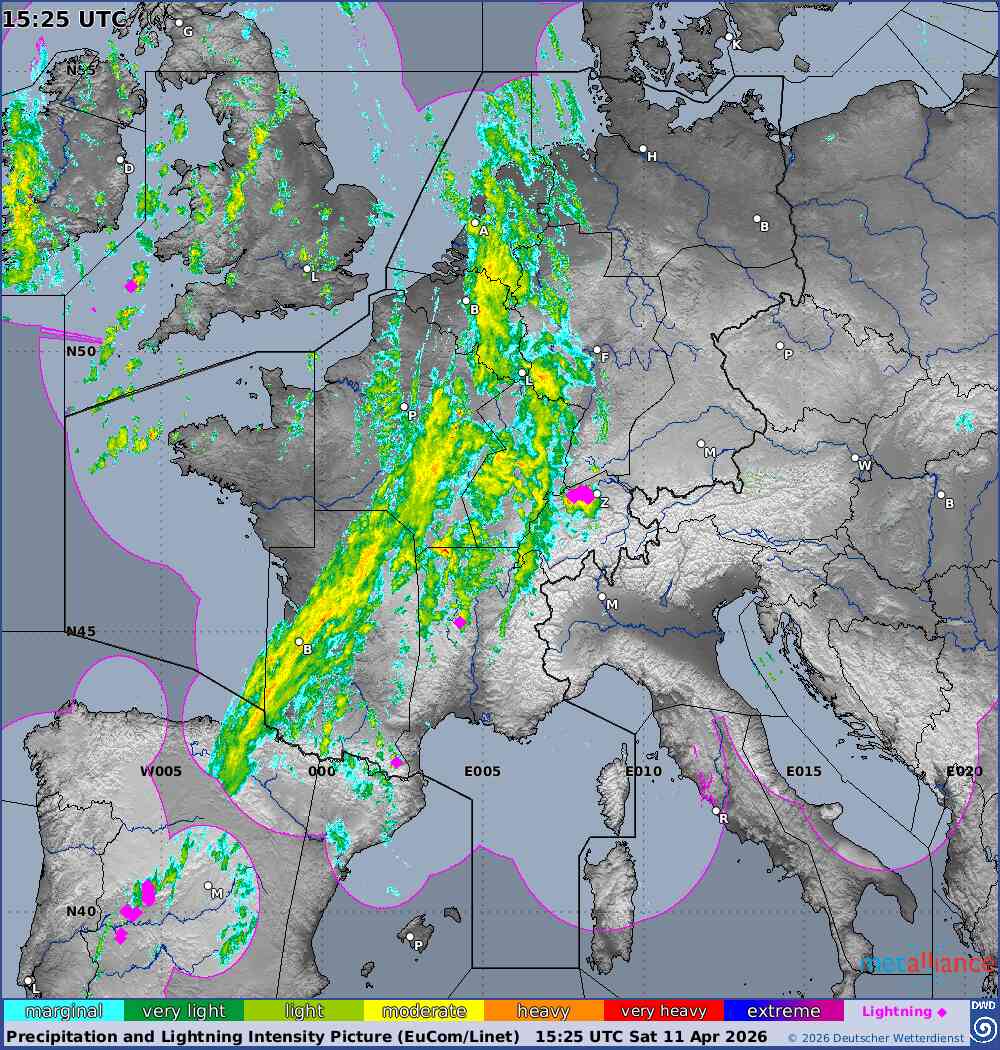 15:25 UTC
G
K
N55
H
D
B
A
L
B
N50
F
P
L
P
M
W
Z
B
M
N45
B
W005
000
E005
E010
E015
E020
R
M
N40
P
L
metalliance
marginal very light light moderate heavy very heavy extreme Lightning
DWD
Precipitation and Lightning Intensity Picture (EuCom/Linet) 15:25 UTC Sat 11 Apr 2026 © 2026 Deutscher Wetterdienst